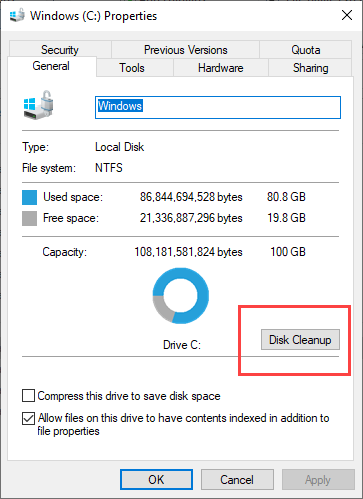 Windows (C:) Properties
Security Previous Versions Quota
General Tools Hardware Sharing
Windows
Type: Local Disk
File system: NTFS
Used space: 86,844,694,528 bytes 80.8 GB
Free space: 21,336,887,296 bytes 19.8 GB
Capacity: 108,181,581,824 bytes 100 GB
Drive C:
Disk Cleanup
Compress this drive to save disk space
Allow files on this drive to have contents indexed in addition to
file properties
OK Cancel Apply